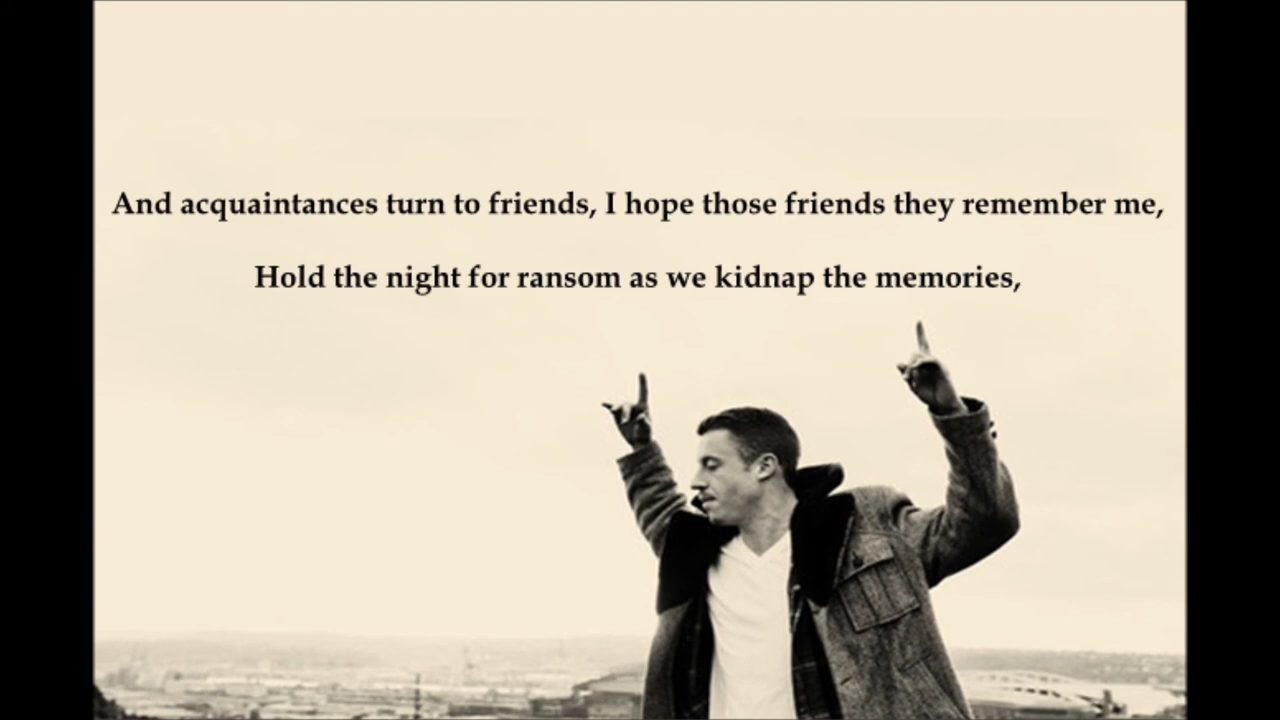 And acquaintances turn to friends, I hope those friends they remember me,
Hold the night for ransom as we kidnap the memories,